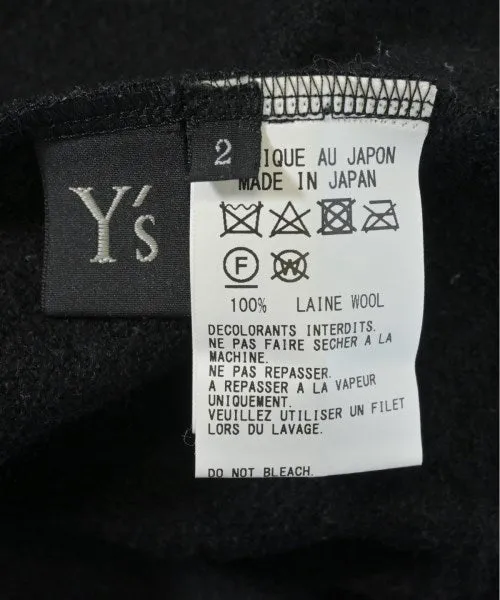 Y's
2
IQUE AU JAPON
MADE IN JAPAN
F
W
100% LAINE WOOL
DECOLORANTS INTERDITS.
NE PAS FAIRE SECHER A LA
MACHINE.
NE PAS REPASSER.
A REPASSER A LA VAPEUR
UNIQUEMENT.
VEUILLEZ UTILISER UN FILET
LORS DU LAVAGE.
DO NOT BLEACH.